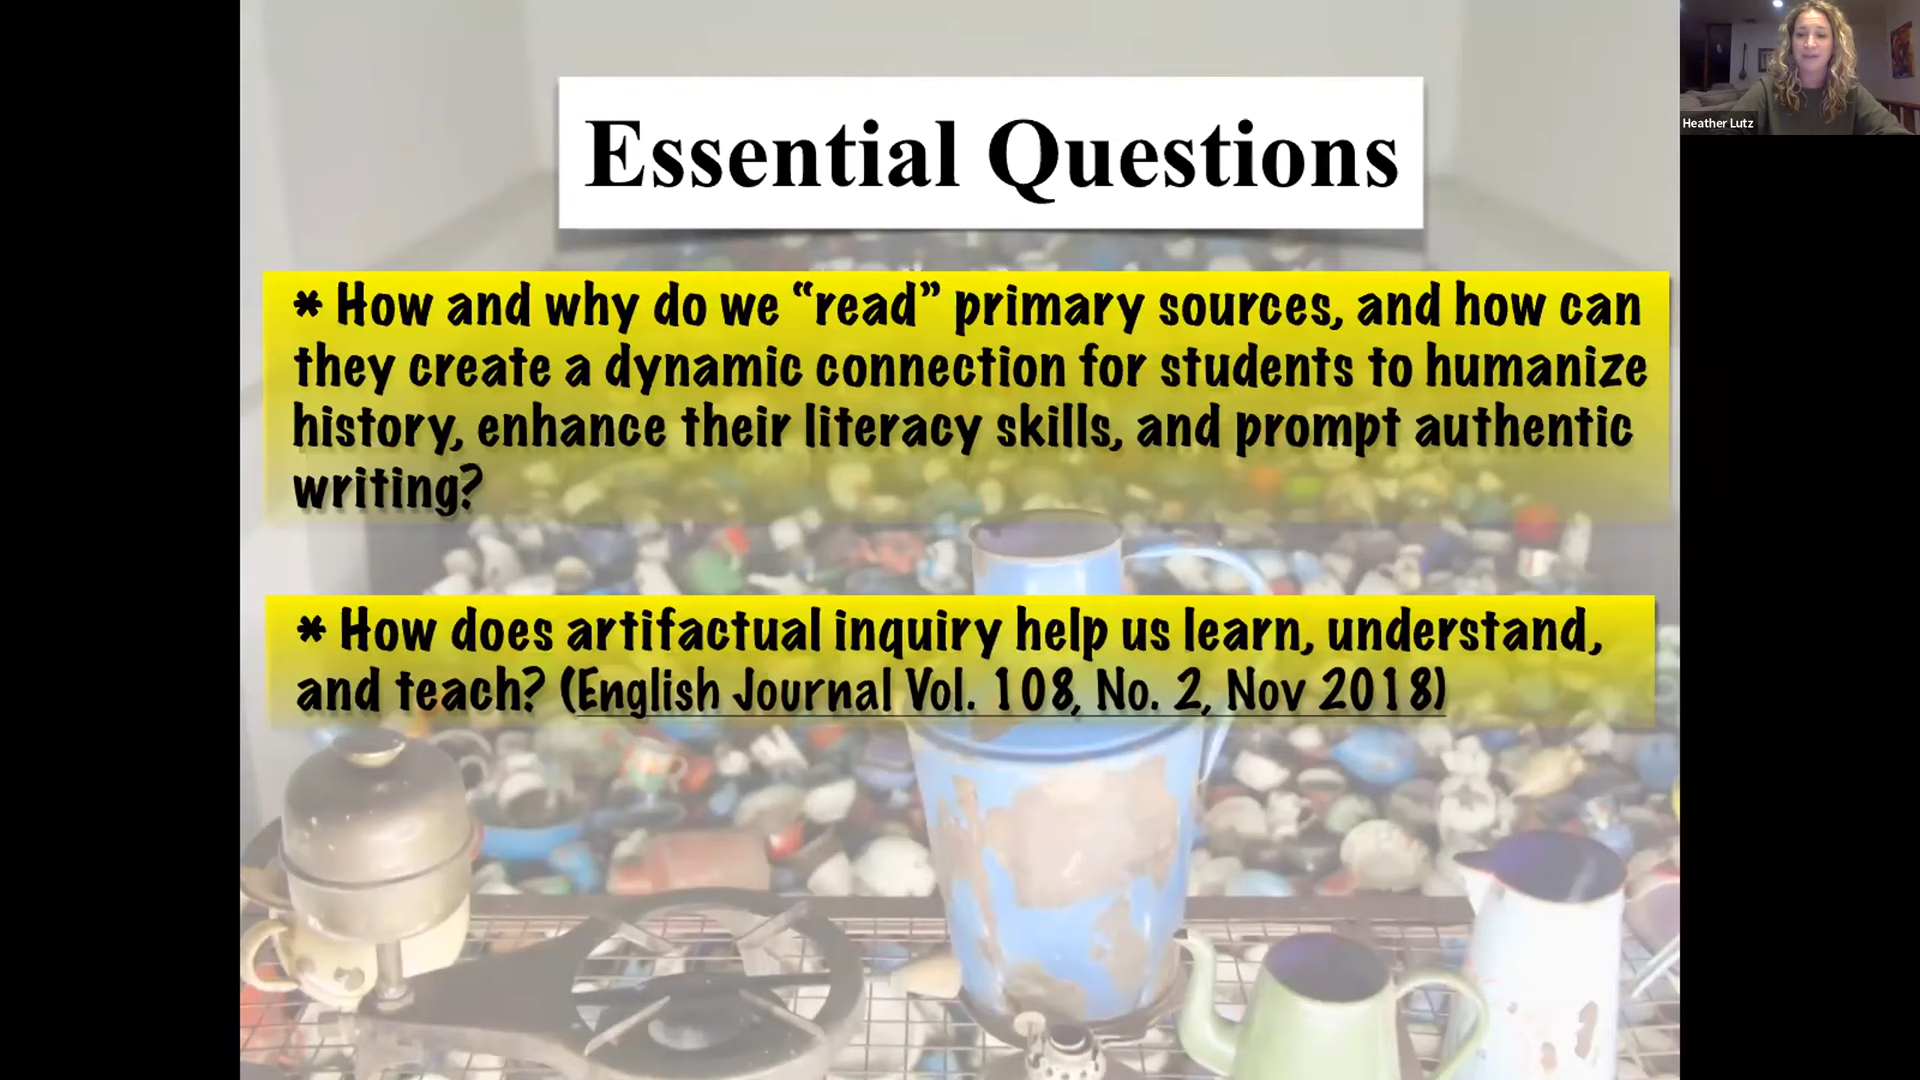 Essential Questions
* How and why do we “read” primary sources, and how can
they create a dynamic connection for students to humanize
history, enhance their literacy skills, and prompt authentic
writing?
* How does artifactual inquiry help us learn, understand,
and teach? (English Journal Vol. 108, No. 2, Nov 2018)
Heather Lutz